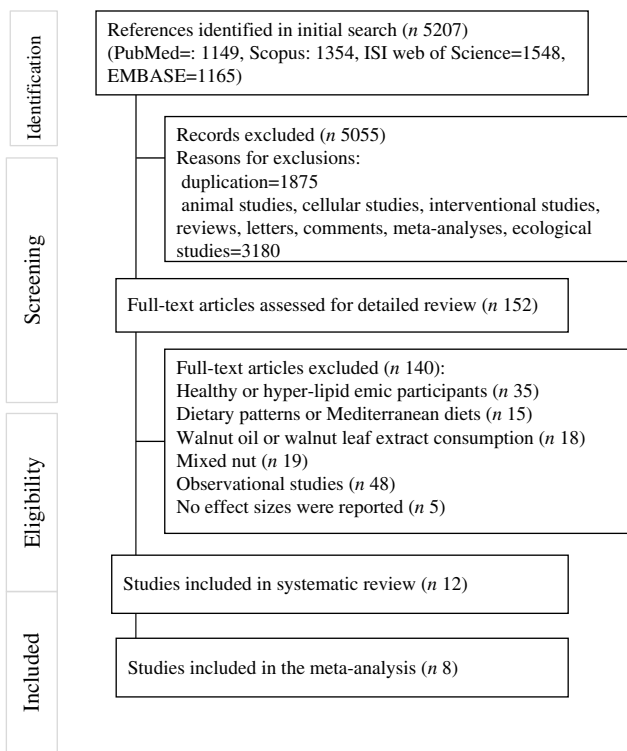 Identification
References identified in initial search (n 5207)
(PubMed=: 1149, Scopus: 1354, ISI web of Science=1548,
EMBASE=1165)
Screening
Records excluded (n 5055)
Reasons for exclusions:
duplication=1875
animal studies, cellular studies, interventional studies,
reviews, letters, comments, meta-analyses, ecological
studies=3180
Full-text articles assessed for detailed review (n 152)
Eligibility
Full-text articles excluded (n 140):
Healthy or hyper-lipid emic participants (n 35)
Dietary patterns or Mediterranean diets (n 15)
Walnut oil or walnut leaf extract consumption (n 18)
Mixed nut (n 19)
Observational studies (n 48)
No effect sizes were reported (n 5)
Studies included in systematic review (n 12)
Included
Studies included in the meta-analysis (n 8)